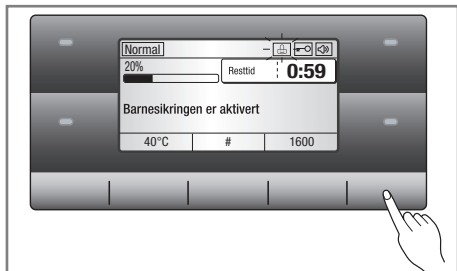 Normal
20%
Resttid 0:59
Barnesikringen er aktivert
40°C # 1600